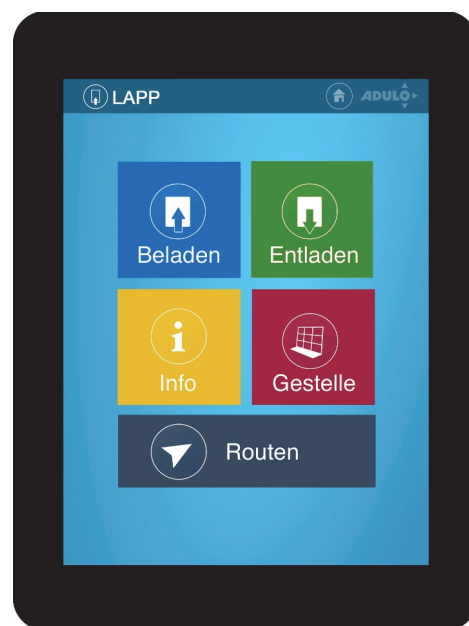 LAPP
ADULO
Beladen
Entladen
Info
Gestelle
Routen